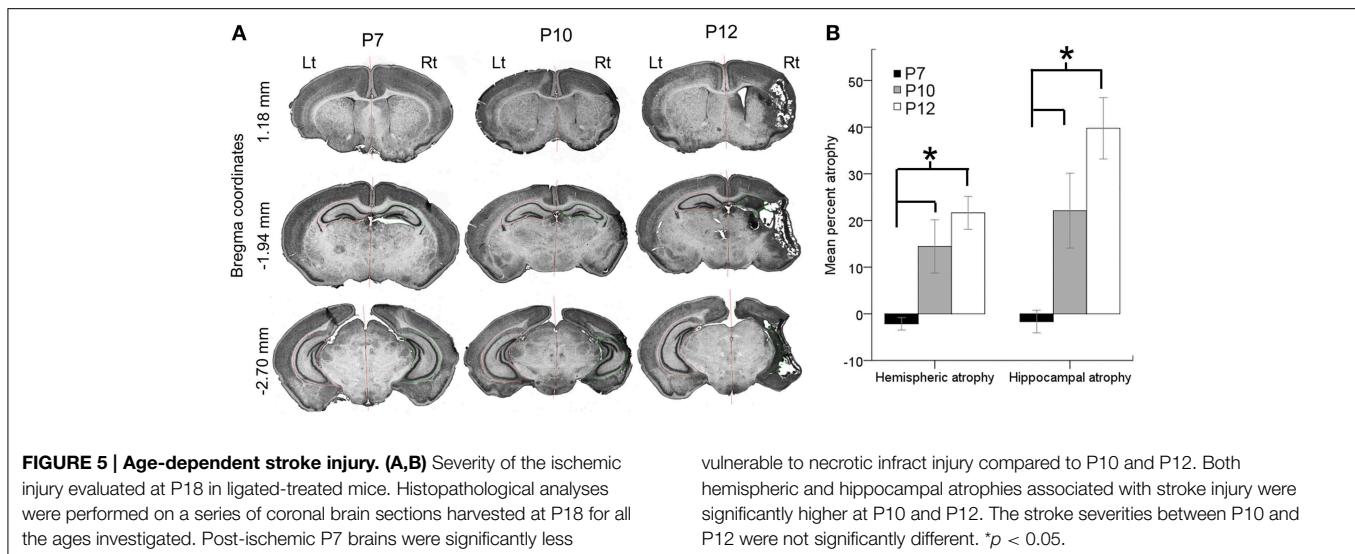 A
P7
P10
P12
Lt
Rt
Lt
Rt
Lt
Rt
Bregma coordinates
1.18 mm
-1.94 mm
-2.70 mm
B
P7
P10
P12
*
*
Mean percent atrophy
50
40
30
20
10
0
-10
Hemispheric atrophy
Hippocampal atrophy
FIGURE 5 | Age-dependent stroke injury. (A,B) Severity of the ischemic
injury evaluated at P18 in ligated-treated mice. Histopathological analyses
were performed on a series of coronal brain sections harvested at P18 for all
the ages investigated. Post-ischemic P7 brains were significantly less
vulnerable to necrotic infract injury compared to P10 and P12. Both
hemispheric and hippocampal atrophies associated with stroke injury were
significantly higher at P10 and P12. The stroke severities between P10 and
P12 were not significantly different. *p < 0.05.